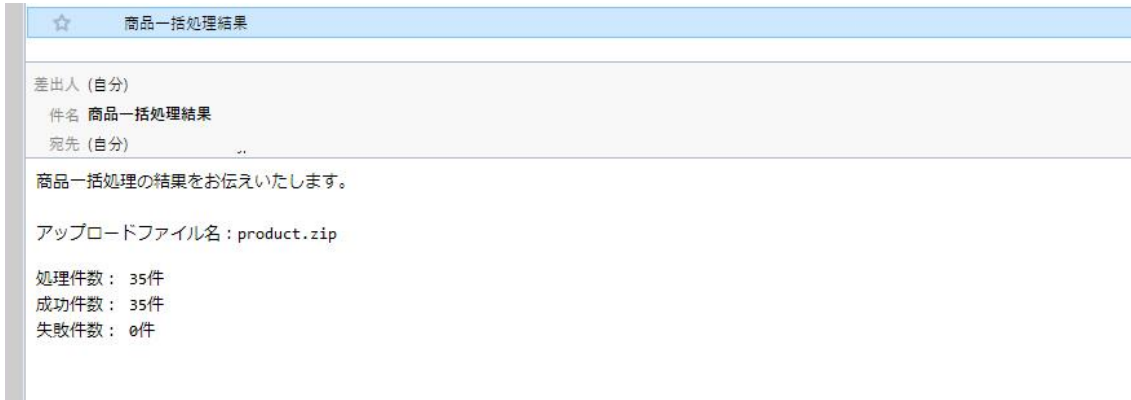 商品一括処理結果
差出人 (自分)
件名 商品一括処理結果
宛先 (自分)
商品一括処理の結果をお伝えいたします。
アップロードファイル名：product.zip
処理件数： 35件
成功件数： 35件
失敗件数： 0件